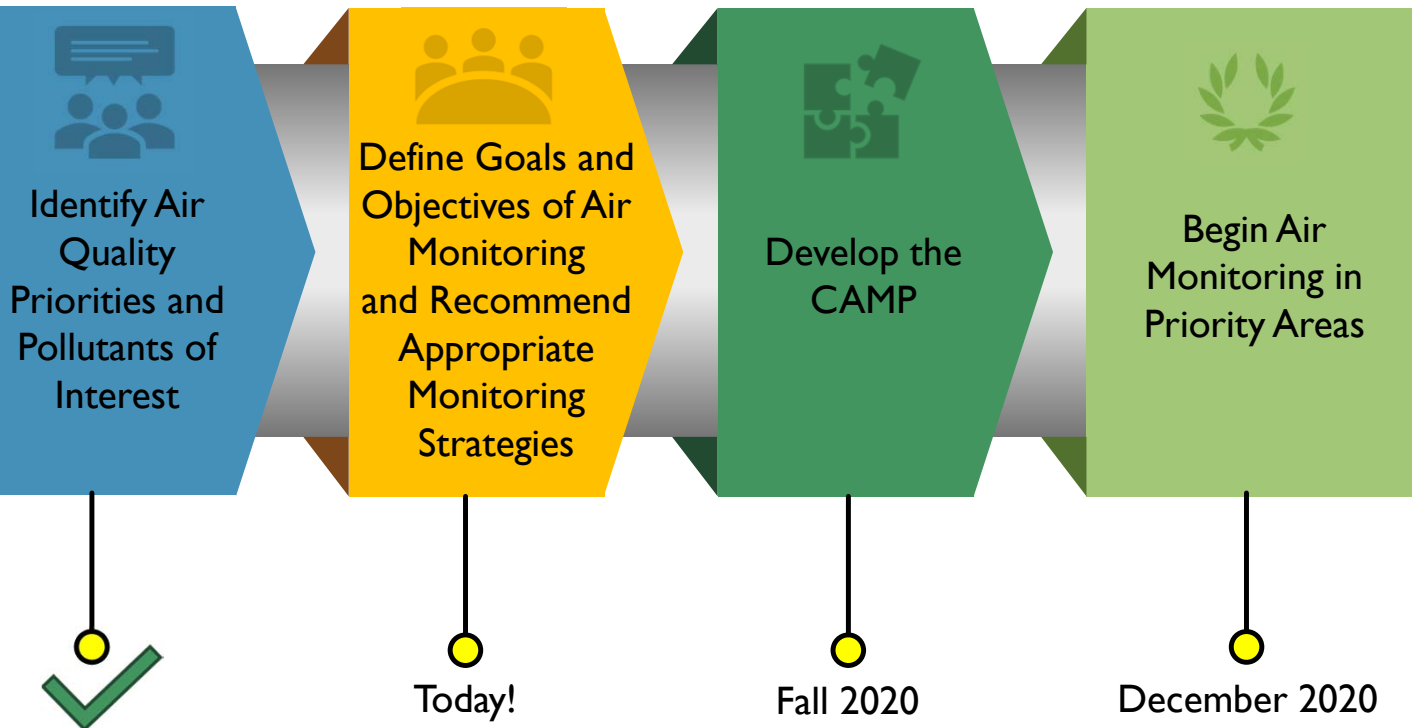 Identify Air
Quality
Priorities and
Pollutants of
Interest
Define Goals and
Objectives of Air
Monitoring
and Recommend
Appropriate
Monitoring
Strategies
Develop the
CAMP
Begin Air
Monitoring in
Priority Areas
Today!
Fall 2020
December 2020